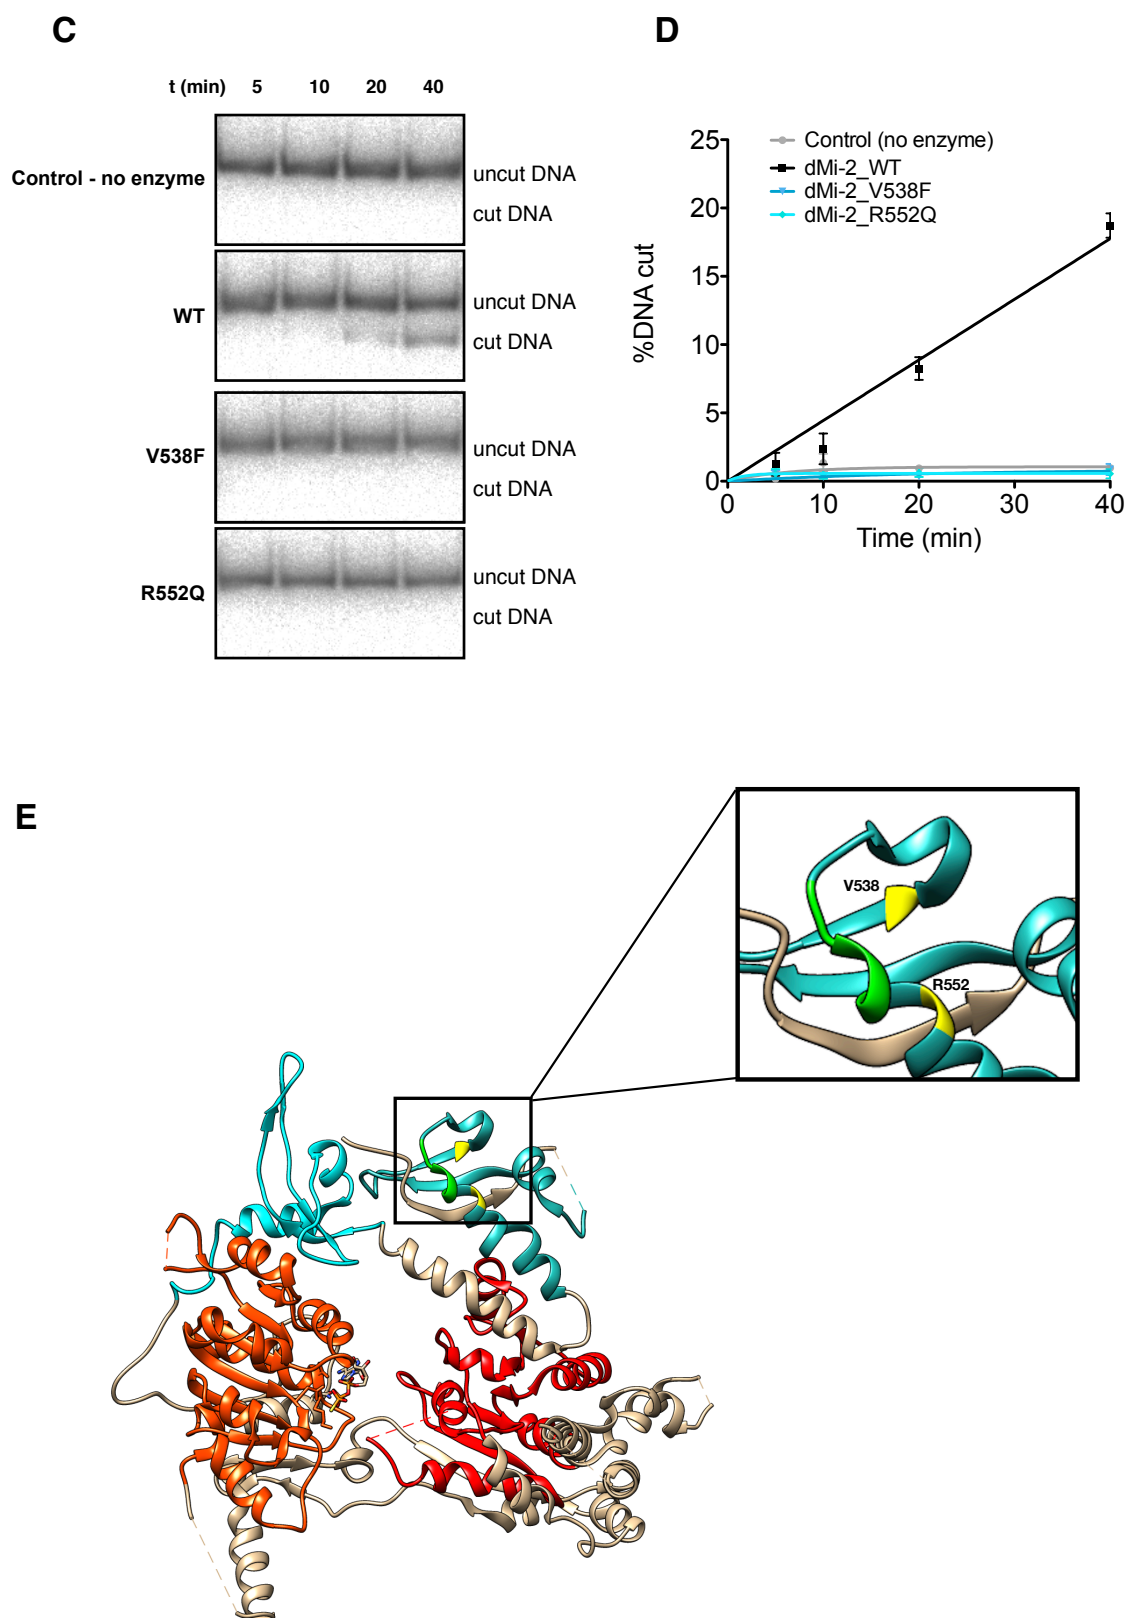 C
t (min) 5 10 20 40
Control - no enzyme
uncut DNA
cut DNA
WT
uncut DNA
cut DNA
V538F
uncut DNA
cut DNA
R552Q
uncut DNA
cut DNA
D
Control (no enzyme)
dMi-2_WT
dMi-2_V538F
dMi-2_R552Q
%DNA cut
25
20
15
10
5
0
0 10 20 30 40
Time (min)
E
V538
R552